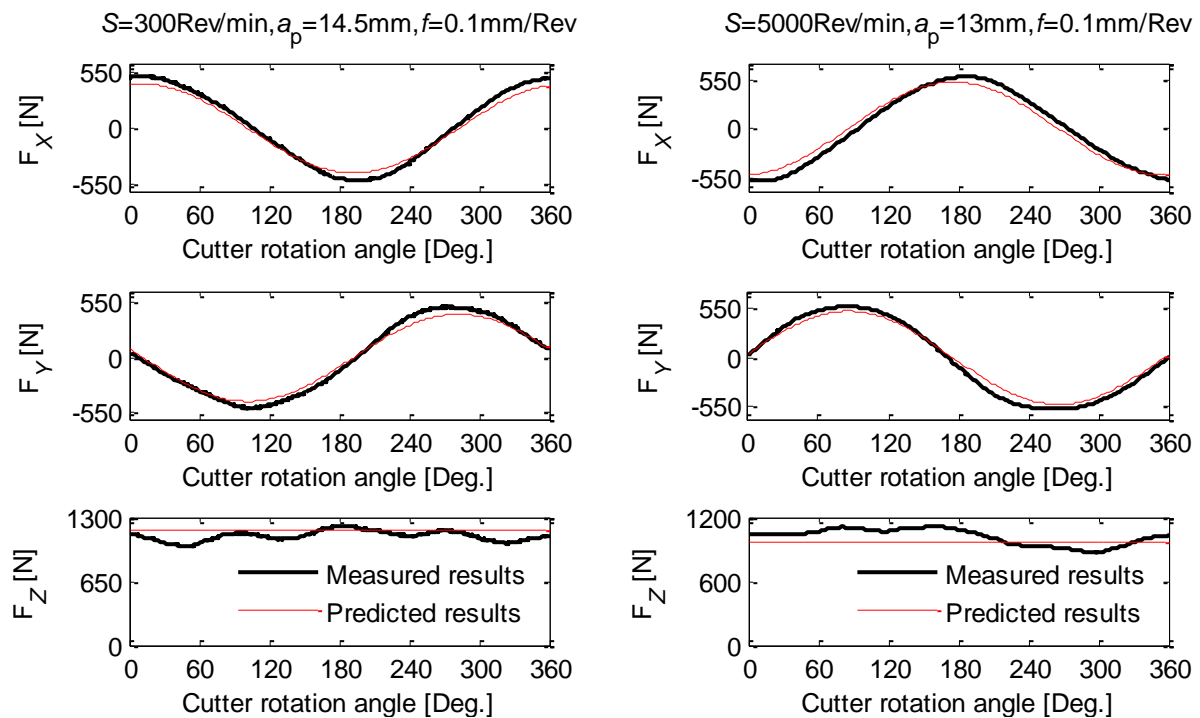 S=300Rev/min,ap=14.5mm,f=0.1mm/Rev
550
0
-550
F_X [N]
0 60 120 180 240 300 360
Cutter rotation angle [Deg.]
550
0
-550
F_Y [N]
0 60 120 180 240 300 360
Cutter rotation angle [Deg.]
1300
650
0
F_Z [N]
Measured results
Predicted results
0 60 120 180 240 300 360
Cutter rotation angle [Deg.]
S=5000Rev/min,ap=13mm,f=0.1mm/Rev
550
0
-550
F_X [N]
0 60 120 180 240 300 360
Cutter rotation angle [Deg.]
550
0
-550
F_Y [N]
0 60 120 180 240 300 360
Cutter rotation angle [Deg.]
1200
600
0
F_Z [N]
Measured results
Predicted results
0 60 120 180 240 300 360
Cutter rotation angle [Deg.]